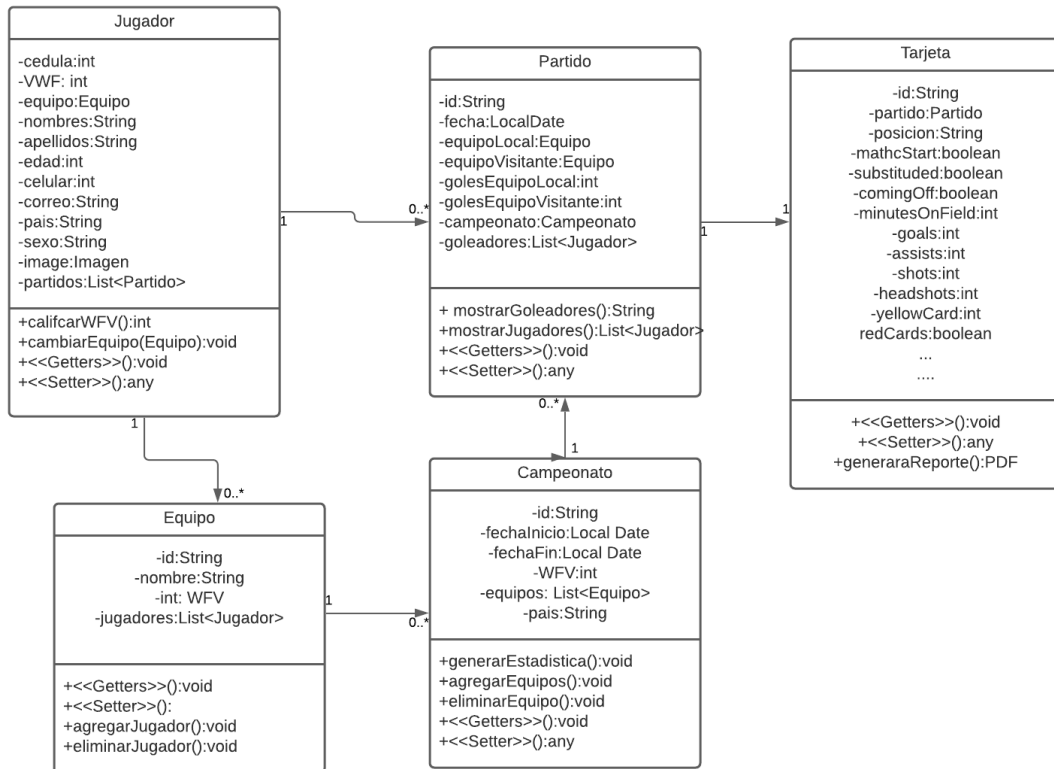 Jugador
-cedula:int
-VWF: int
-equipo:Equipo
-nombres:String
-apellidos:String
-edad:int
-celular:int
-correo:String
-pais:String
-sexo:String
-image:Imagen
-partidos:List<Partido>
+califcarWFV():int
+cambiarEquipo(Equipo):void
+<<Getters>>():void
+<<Setter>>():any
1
0..*
Partido
-id:String
-fecha:LocalDate
-equipoLocal:Equipo
-equipoVisitante:Equipo
-golesEquipoLocal:int
-golesEquipoVisitante:int
-campeonato:Campeonato
-goleadores:List<Jugador>
+ mostrarGoleadores():String
+mostrarJugadores():List<Jugador>
+<<Getters>>():void
+<<Setter>>():any
1
1
Tarjeta
-id:String
-partido:Partido
-posicion:String
-mathcStart:boolean
-substituded:boolean
-comingOff:boolean
-minutesOnField:int
-goals:int
-assists:int
-shots:int
-headshots:int
-yellowCard:int
redCards:boolean
...
....
+<<Getters>>():void
+<<Setter>>():any
+generaraReporte():PDF
1
0..*
Equipo
-id:String
-nombre:String
-int: WFV
-jugadores:List<Jugador>
+<<Getters>>():void
+<<Setter>>():
+agregarJugador():void
+eliminarJugador():void
1
0..*
0..*
1
Campeonato
-id:String
-fechaInicio:Local Date
-fechaFin:Local Date
-WFV:int
-equipos: List<Equipo>
-pais:String
+generarEstadistica():void
+agregarEquipos():void
+eliminarEquipo():void
+<<Getters>>():void
+<<Setter>>():any